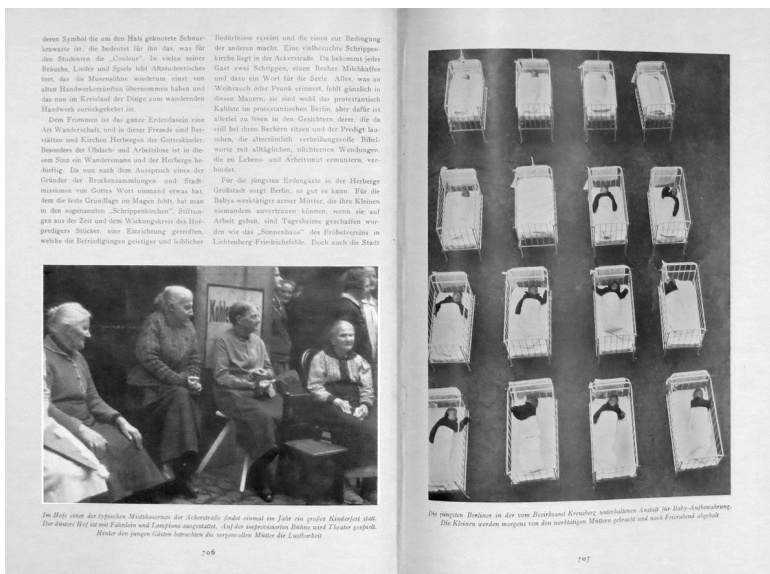 deren Symbol die um den Hals geknotete Schnur-
krawatte ist: die bedeutet für ihn das, was für
den Studenten die „Couleur“. In vielen seiner
Bräuche, Lieder und Spiele lebt Altstudentisches
fort, das die Musensöhne wiederum einst von
alten Handwerkerzünften übernommen haben und
das nun im Kreislauf der Dinge zum wandernden
Handwerk zurückgekehrt ist.
Dem Frommen ist das ganze Erdendasein eine
Art Wanderschaft, und in dieser Fremde sind Bet-
stätten und Kirchen Herbergen der Gotteskinder.
Besonders der Obdach- und Arbeitslose ist in die-
sem Sinn ein Wandersmann und der Herberge be-
dürftig. Da nun nach dem Ausspruch eines der
Gründer der Brockensammlungen und Stadt-
missionen von Gottes Wort niemand etwas hat,
dem die feste Grundlage im Magen fehlt, hat man
in den sogenannten „Schrippenkirchen“, Stiftun-
gen aus der Zeit und dem Wirkungskreis des Hof-
predigers Stöcker, eine Einrichtung getroffen,
welche die Befriedigungen geistiger und leiblicher
Bedürfnisse vereint und die einen zur Bedingung
der anderen macht. Eine vielbesuchte Schrippen-
kirche liegt in der Ackerstraße. Da bekommt jeder
Gast zwei Schrippen, einen Becher Milchkaffee
und dazu ein Wort für die Seele. Alles, was an
Weihrauch oder Prunk erinnert, fehlt gänzlich in
diesen Mauern, sie sind wohl das protestantisch
Kahlste im protestantischen Berlin, aber dafür ist
allerlei zu lesen in den Gesichtern derer, die da
still bei ihren Bechern sitzen und der Predigt lau-
schen, die altertümlich verheißungsvolle Bibel-
worte mit alltäglichen, nüchternen Wendungen,
die zu Lebens- und Arbeitsmut ermuntern, ver-
bindet.
Für die jüngsten Erdengäste in der Herberge
Großstadt sorgt Berlin, so gut es kann. Für die
Babys werktätiger armer Mütter, die ihre Kleinen
niemandem anvertrauen können, wenn sie auf
Arbeit gehen, sind Tagesheime geschaffen wor-
den wie das „Sonnenhaus“ des Fröbelvereins in
Lichtenberg-Friedrichsfelde. Doch auch die Stadt
Im Hofe einer der typischen Mietskasernen der Ackerstraße findet einmal im Jahr ein großes Kinderfest statt.
Der düstere Hof ist mit Fähnlein und Lampions ausgestattet. Auf der improvisierten Bühne wird Theater gespielt.
Hinter den jungen Gästen betrachten die sorgenvollen Mütter die Lustbarkeit
706
Die jüngsten Berliner in der vom Bezirksamt Kreuzberg unterhaltenen Anstalt für Baby-Aufbewahrung.
Die Kleinen werden morgens von den werktätigen Müttern gebracht und nach Feierabend abgeholt
707